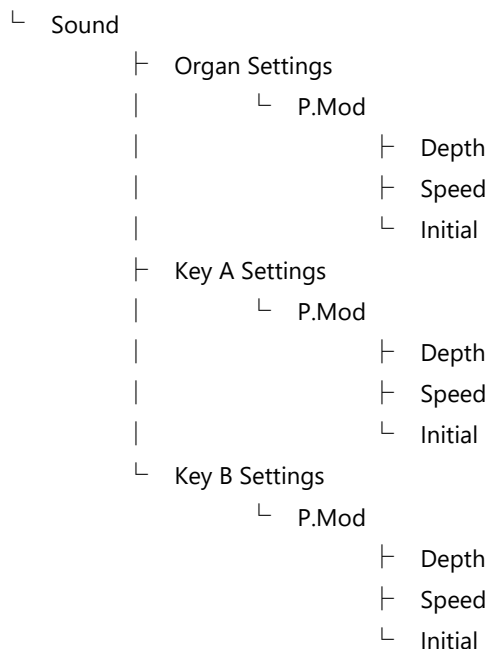 Sound
Organ Settings
P.Mod
Depth
Speed
Initial
Key A Settings
P.Mod
Depth
Speed
Initial
Key B Settings
P.Mod
Depth
Speed
Initial